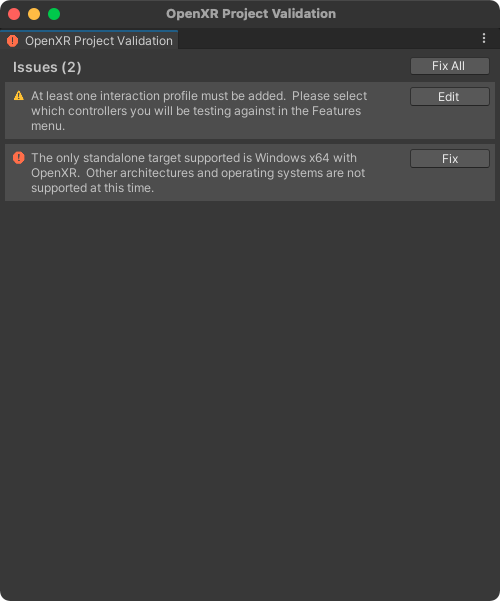 OpenXR Project Validation
OpenXR Project Validation
Issues (2)
Fix All
At least one interaction profile must be added.  Please select
which controllers you will be testing against in the Features
menu.
Edit
The only standalone target supported is Windows x64 with
OpenXR.  Other architectures and operating systems are not
supported at this time.
Fix